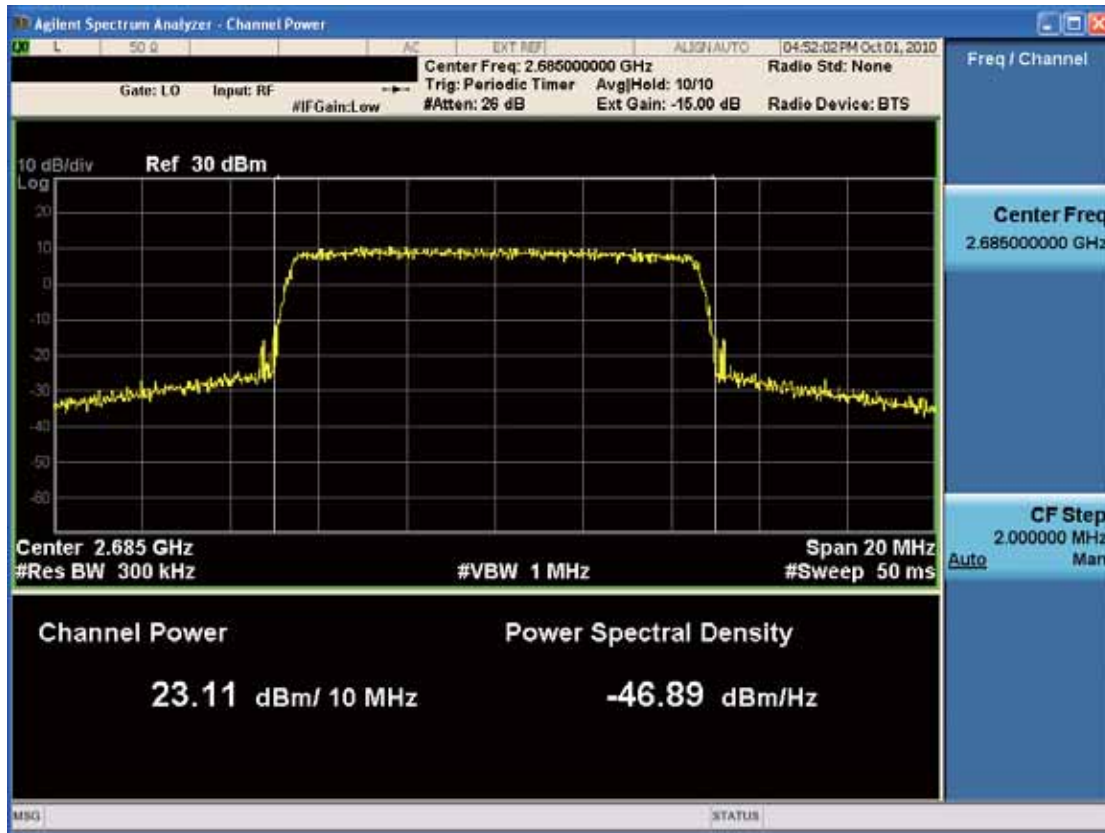 Agilent Spectrum Analyzer - Channel Power
L 50 Ω AC EXT REF ALIGN AUTO 04:52:02 PM Oct 01, 2010
Center Freq: 2.685000000 GHz Radio Std: None
Gate: LO Input: RF Trig: Periodic Timer Avg|Hold: 10/10
#IFGain:Low #Atten: 26 dB Ext Gain: -15.00 dB Radio Device: BTS
Freq / Channel
10 dB/div Ref 30 dBm
Log
20
10
0
-10
-20
-30
-40
-50
-60
Center 2.685 GHz Span 20 MHz
#Res BW 300 kHz #VBW 1 MHz #Sweep 50 ms
Channel Power Power Spectral Density
23.11 dBm/ 10 MHz -46.89 dBm/Hz
Center Freq
2.685000000 GHz
CF Step
2.000000 MHz
Auto Man
MSG STATUS